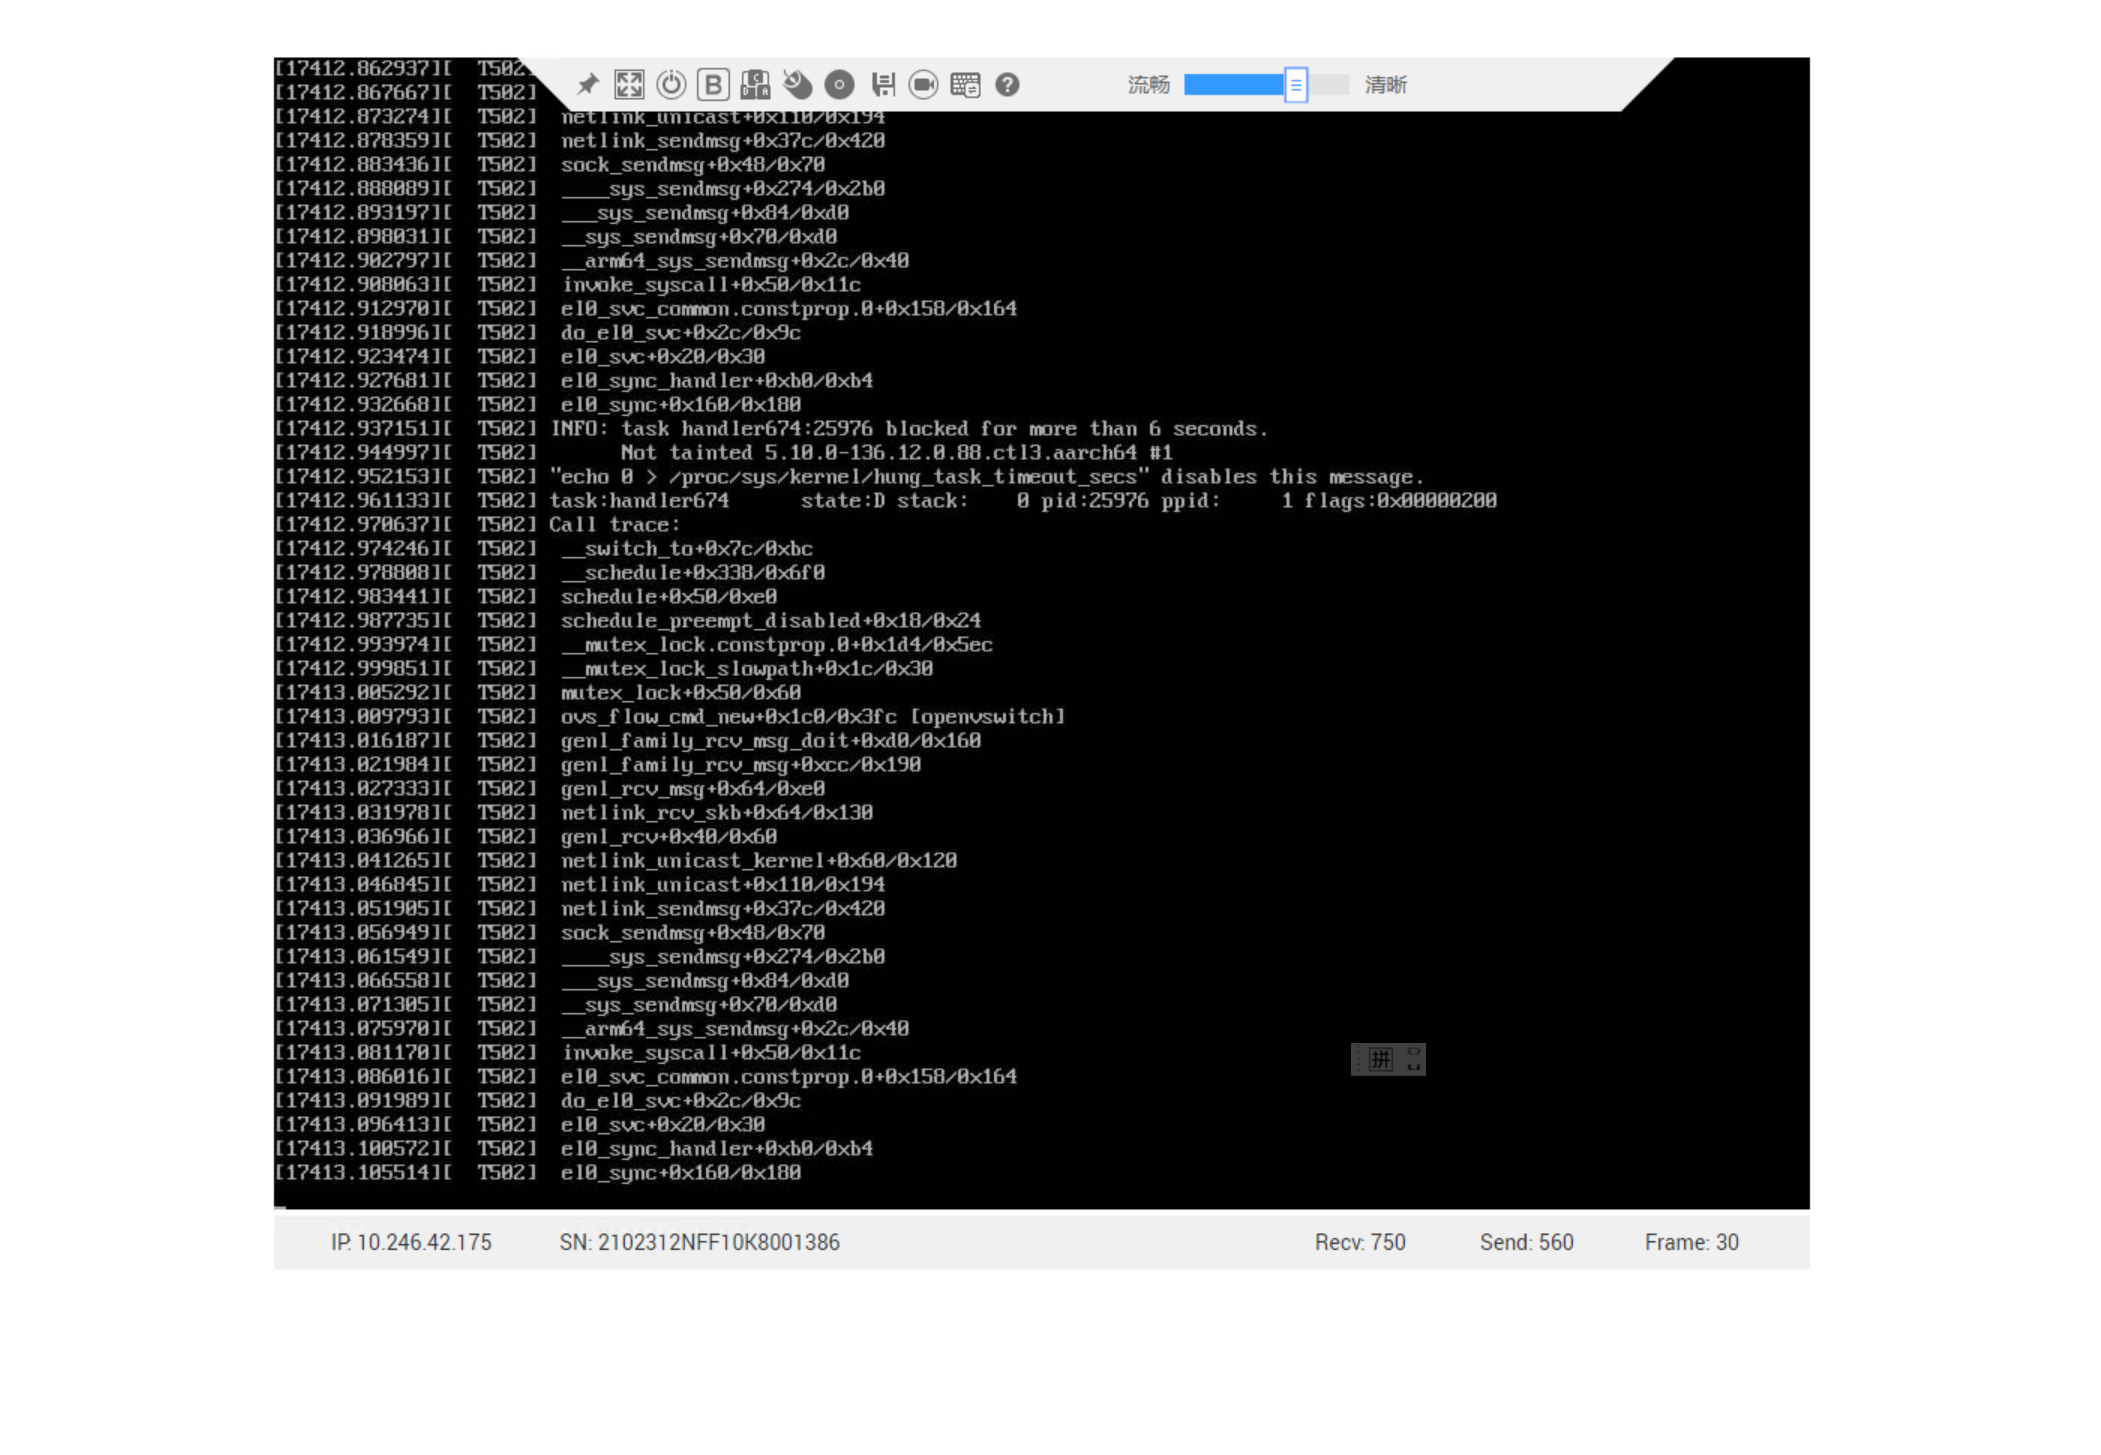 [17412.862937][  T502
[17412.867667][  T502
流畅 清晰
[17412.873274][  T502]  netlink_unicast+0x110/0x194
[17412.878359][  T502]  netlink_sendmsg+0x37c/0x420
[17412.883436][  T502]  sock_sendmsg+0x48/0x70
[17412.888089][  T502]  ____sys_sendmsg+0x274/0x2b0
[17412.893197][  T502]  ___sys_sendmsg+0x84/0xd0
[17412.898031][  T502]  __sys_sendmsg+0x70/0xd0
[17412.902797][  T502]  __arm64_sys_sendmsg+0x2c/0x40
[17412.908063][  T502]  invoke_syscall+0x50/0x11c
[17412.912970][  T502]  el0_svc_common.constprop.0+0x158/0x164
[17412.918996][  T502]  do_el0_svc+0x2c/0x9c
[17412.923474][  T502]  el0_svc+0x20/0x30
[17412.927681][  T502]  el0_sync_handler+0xb0/0xb4
[17412.932668][  T502]  el0_sync+0x160/0x180
[17412.937151][  T502] INFO: task handler674:25976 blocked for more than 6 seconds.
[17412.944997][  T502]       Not tainted 5.10.0-136.12.0.88.ctl3.aarch64 #1
[17412.952153][  T502] "echo 0 > /proc/sys/kernel/hung_task_timeout_secs" disables this message.
[17412.961133][  T502] task:handler674      state:D stack:    0 pid:25976 ppid:     1 flags:0x00000200
[17412.970637][  T502] Call trace:
[17412.974246][  T502]  __switch_to+0x7c/0xbc
[17412.978808][  T502]  __schedule+0x338/0x6f0
[17412.983441][  T502]  schedule+0x50/0xe0
[17412.987735][  T502]  schedule_preempt_disabled+0x18/0x24
[17412.993974][  T502]  __mutex_lock.constprop.0+0x1d4/0x5ec
[17412.999851][  T502]  __mutex_lock_slowpath+0x1c/0x30
[17413.005292][  T502]  mutex_lock+0x50/0x60
[17413.009793][  T502]  ovs_flow_cmd_new+0x1c0/0x3fc [openvswitch]
[17413.016187][  T502]  genl_family_rcv_msg_doit+0xd0/0x160
[17413.021984][  T502]  genl_family_rcv_msg+0xcc/0x190
[17413.027333][  T502]  genl_rcv_msg+0x64/0xe0
[17413.031978][  T502]  netlink_rcv_skb+0x64/0x130
[17413.036966][  T502]  genl_rcv+0x40/0x60
[17413.041265][  T502]  netlink_unicast_kernel+0x60/0x120
[17413.046845][  T502]  netlink_unicast+0x110/0x194
[17413.051905][  T502]  netlink_sendmsg+0x37c/0x420
[17413.056949][  T502]  sock_sendmsg+0x48/0x70
[17413.061549][  T502]  ____sys_sendmsg+0x274/0x2b0
[17413.066558][  T502]  ___sys_sendmsg+0x84/0xd0
[17413.071305][  T502]  __sys_sendmsg+0x70/0xd0
[17413.075970][  T502]  __arm64_sys_sendmsg+0x2c/0x40
[17413.081170][  T502]  invoke_syscall+0x50/0x11c
拼
[17413.086016][  T502]  el0_svc_common.constprop.0+0x158/0x164
[17413.091989][  T502]  do_el0_svc+0x2c/0x9c
[17413.096413][  T502]  el0_svc+0x20/0x30
[17413.100572][  T502]  el0_sync_handler+0xb0/0xb4
[17413.105514][  T502]  el0_sync+0x160/0x180
IP: 10.246.42.175 SN: 2102312NFF10K8001386 Recv: 750 Send: 560 Frame: 30